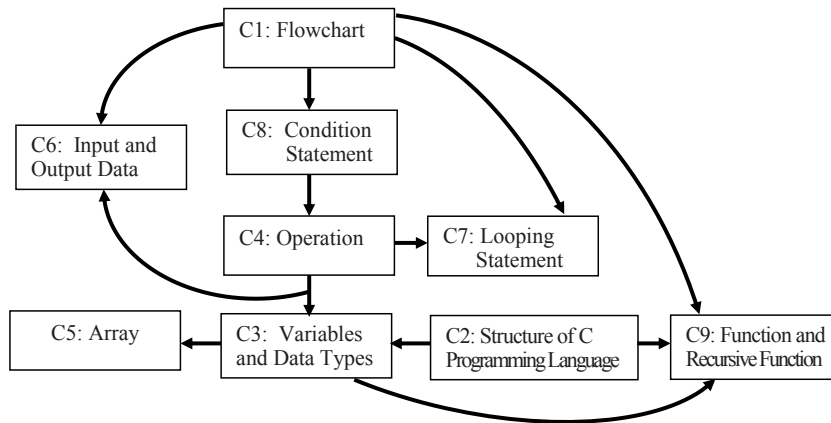 C1: Flowchart
C8: Condition
Statement
C6: Input and
Output Data
C4: Operation
C7: Looping
Statement
C5: Array
C3: Variables
and Data Types
C2: Structure of C
Programming Language
C9: Function and
Recursive Function